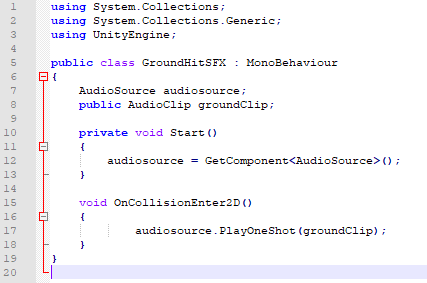 1 using System.Collections;
2 using System.Collections.Generic;
3 using UnityEngine;
4
5 public class GroundHitSFX : MonoBehaviour
6 {
7     AudioSource audiosource;
8     public AudioClip groundClip;
9
10     private void Start()
11     {
12         audiosource = GetComponent<AudioSource>();
13     }
14
15     void OnCollisionEnter2D()
16     {
17             audiosource.PlayOneShot(groundClip);
18     }
19 }
20